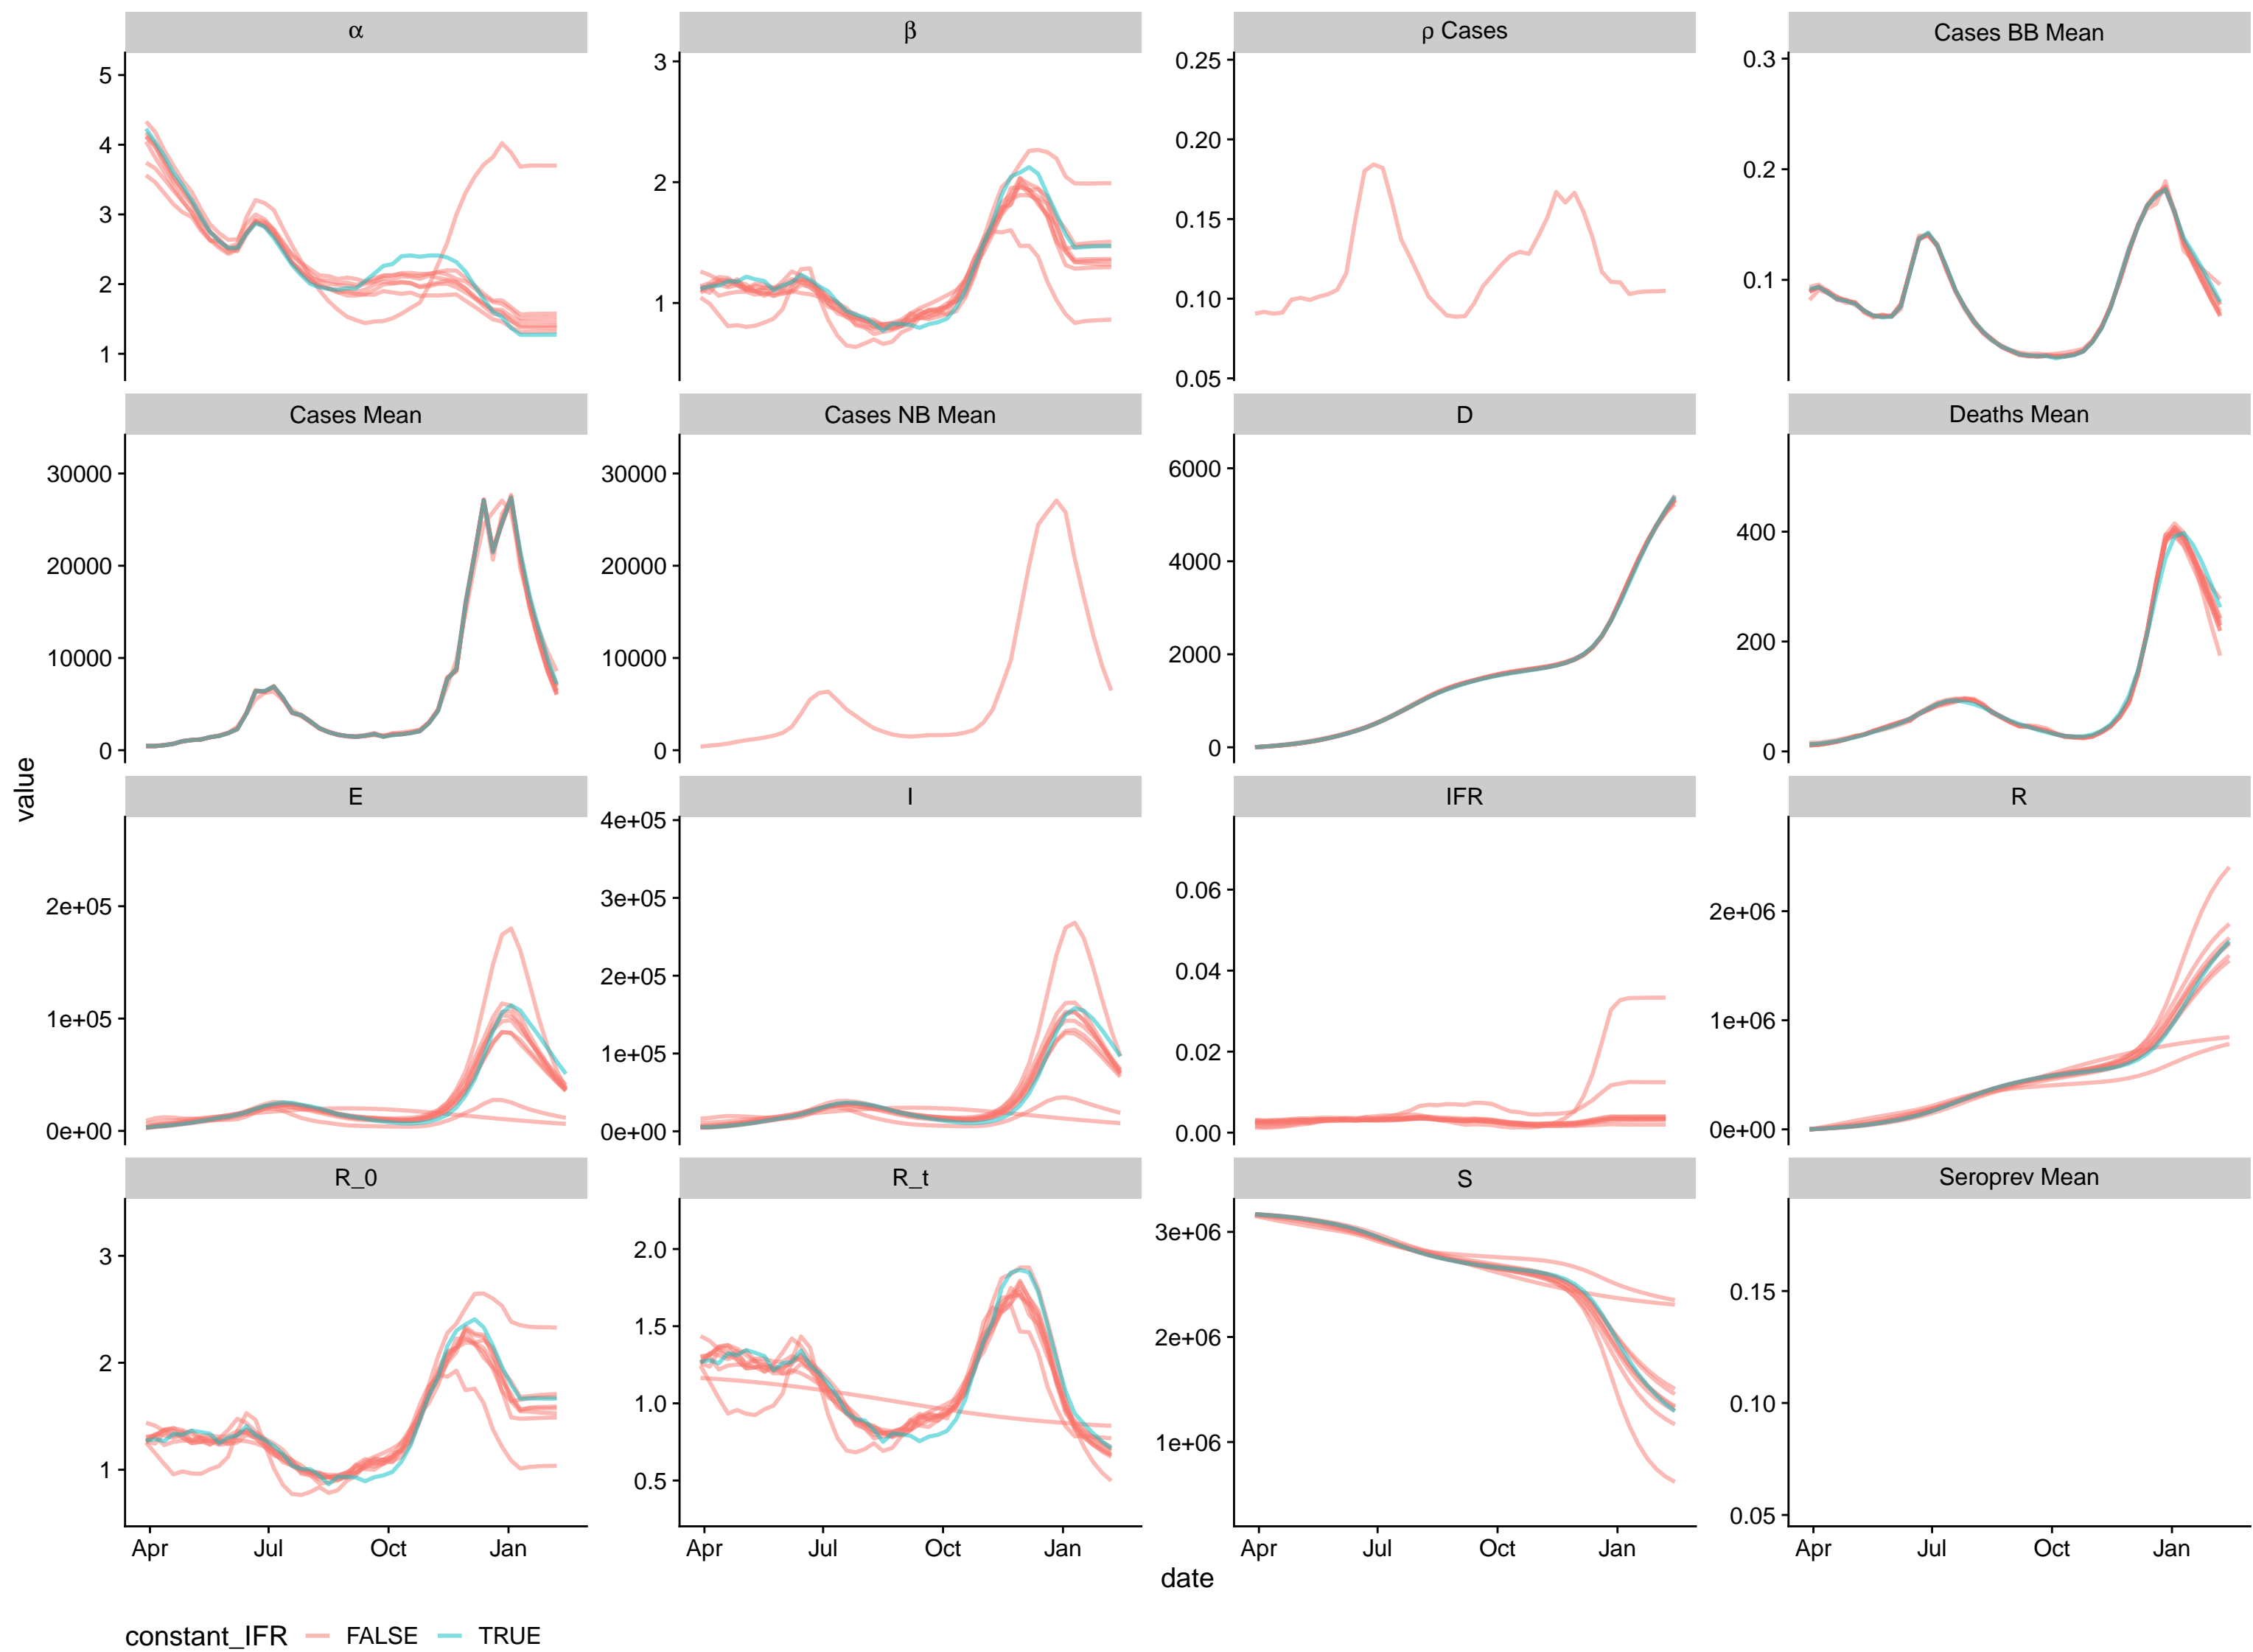 α
β
ρ Cases
Cases BB Mean
5
4
3
2
1
3
2
1
0.25
0.20
0.15
0.10
0.05
0.3
0.2
0.1
Cases Mean
Cases NB Mean
D
Deaths Mean
30000
20000
10000
0
30000
20000
10000
0
6000
4000
2000
0
400
200
0
value
E
I
IFR
R
2e+05
1e+05
0e+00
4e+05
3e+05
2e+05
1e+05
0e+00
0.06
0.04
0.02
0.00
2e+06
1e+06
0e+00
R_0
R_t
S
Seroprev Mean
3
2
1
2.0
1.5
1.0
0.5
3e+06
2e+06
1e+06
0.15
0.10
0.05
Apr Jul Oct Jan
Apr Jul Oct Jan
Apr Jul Oct Jan
Apr Jul Oct Jan
date
constant_IFR FALSE TRUE